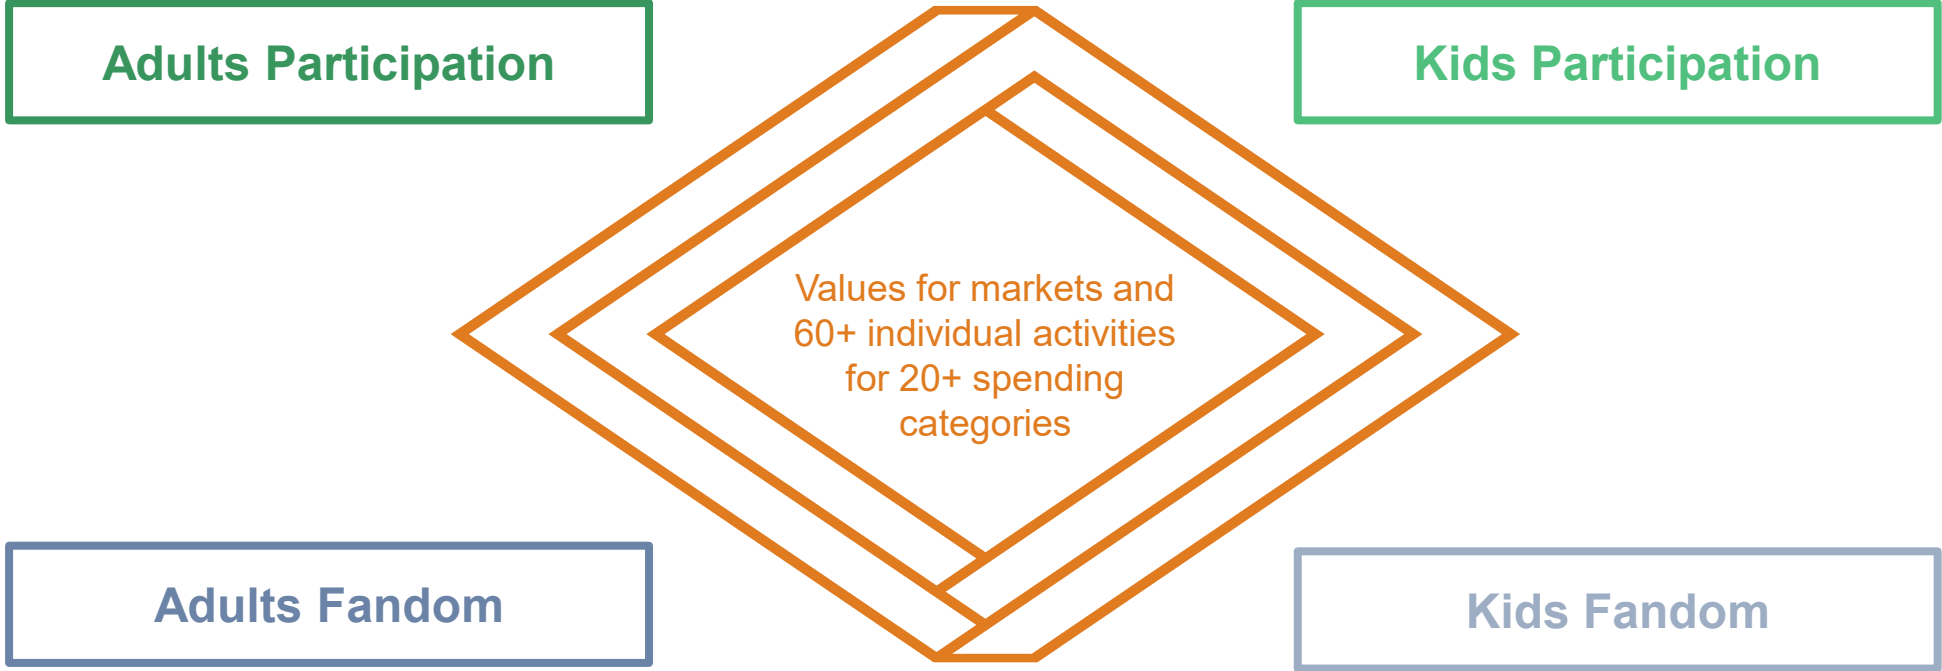 Adults Participation
Kids Participation
Values for markets and
60+ individual activities
for 20+ spending
categories
Adults Fandom
Kids Fandom